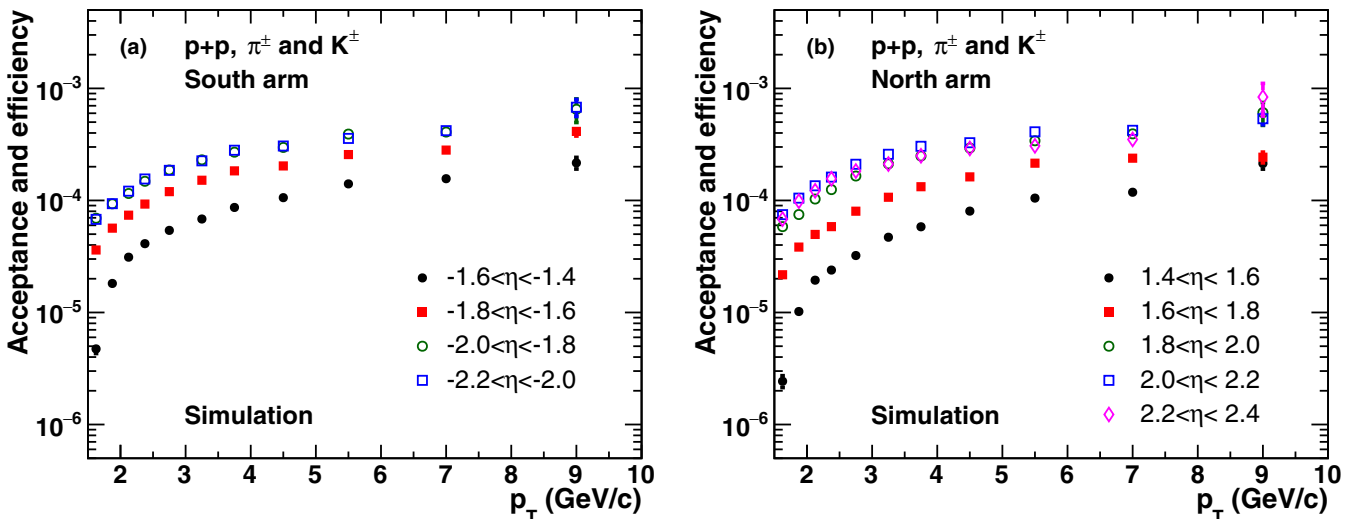 (a) p+p, π± and K±
South arm
Acceptance and efficiency
10⁻³
10⁻⁴
10⁻⁵
10⁻⁶
-1.6<η<-1.4
-1.8<η<-1.6
-2.0<η<-1.8
-2.2<η<-2.0
Simulation
2 3 4 5 6 7 8 9 10
p_T (GeV/c)
(b) p+p, π± and K±
North arm
Acceptance and efficiency
10⁻³
10⁻⁴
10⁻⁵
10⁻⁶
1.4<η< 1.6
1.6<η< 1.8
1.8<η< 2.0
2.0<η< 2.2
2.2<η< 2.4
Simulation
2 3 4 5 6 7 8 9 10
p_T (GeV/c)